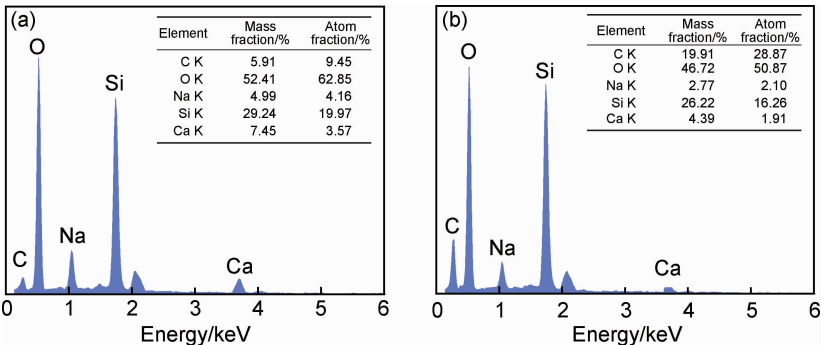 (a)
O
Si
Na
C
Ca
Element Mass fraction/% Atom fraction/%
C K 5.91 9.45
O K 52.41 62.85
Na K 4.99 4.16
Si K 29.24 19.97
Ca K 7.45 3.57
0 1 2 3 4 5 6
Energy/keV
(b)
O
Si
C
Na
Ca
Element Mass fraction/% Atom fraction/%
C K 19.91 28.87
O K 46.72 50.87
Na K 2.77 2.10
Si K 26.22 16.26
Ca K 4.39 1.91
0 1 2 3 4 5 6
Energy/keV